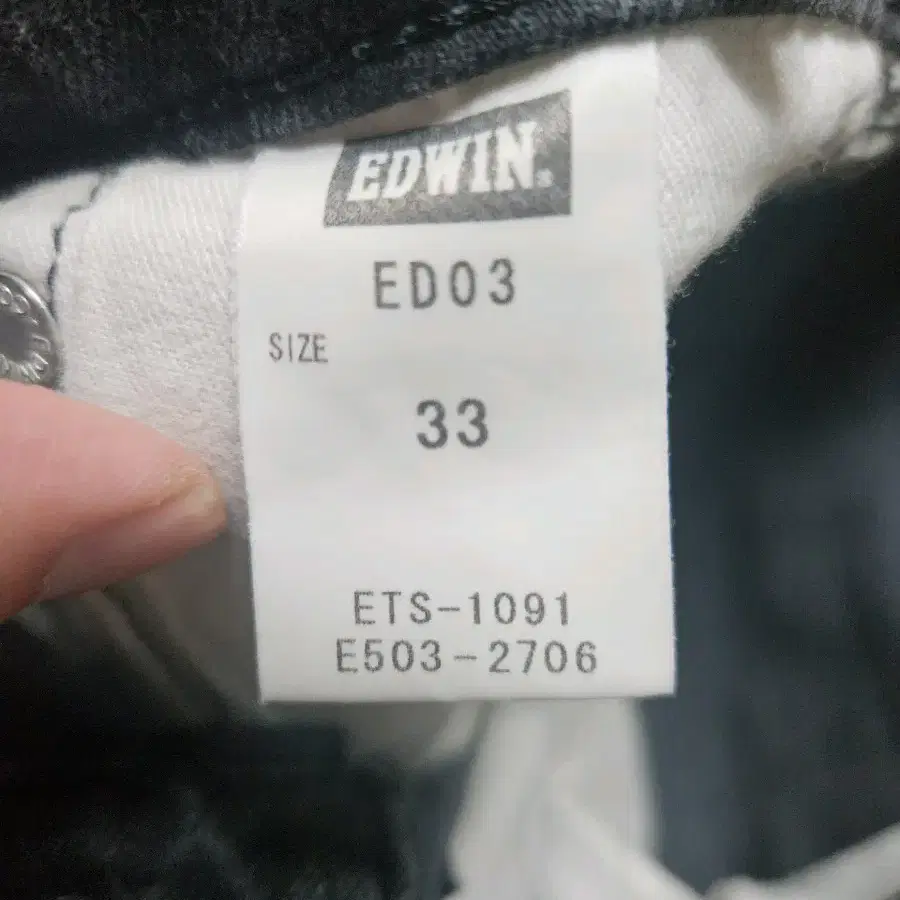 EDWIN.
ED03
SIZE
33
ETS-1091
E503-2706